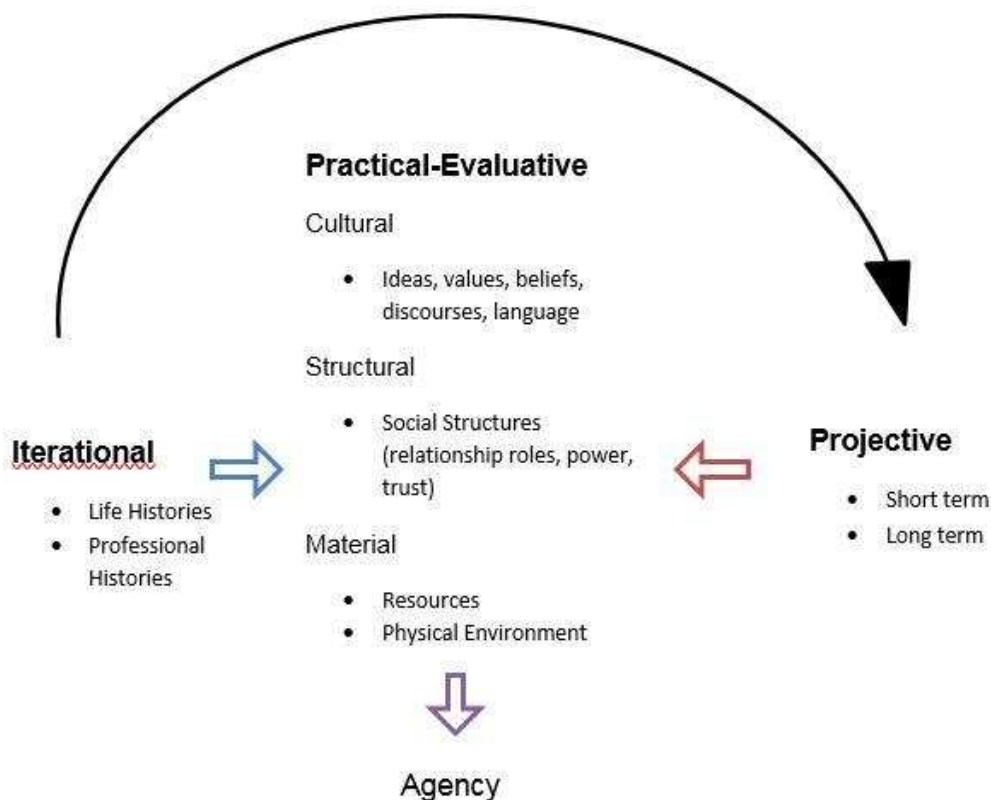 Practical-Evaluative
Cultural
• Ideas, values, beliefs,
discourses, language
Structural
• Social Structures
(relationship roles, power,
trust)
Material
• Resources
• Physical Environment
Iterational
• Life Histories
• Professional
Histories
Projective
• Short term
• Long term
Agency